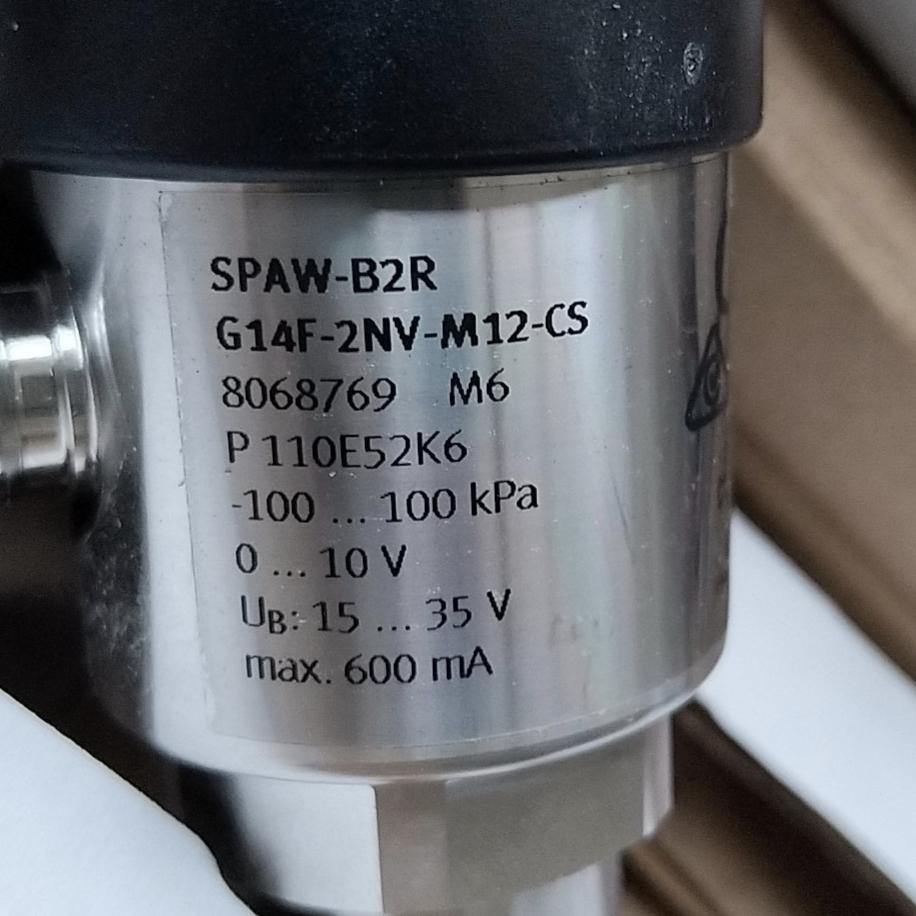 SPAW-B2R
G14F-2NV-M12-CS
8068769 M6
P 110E52K6
-100 ... 100 kPa
0 ... 10 V
UB: 15 ... 35 V
max. 600 mA